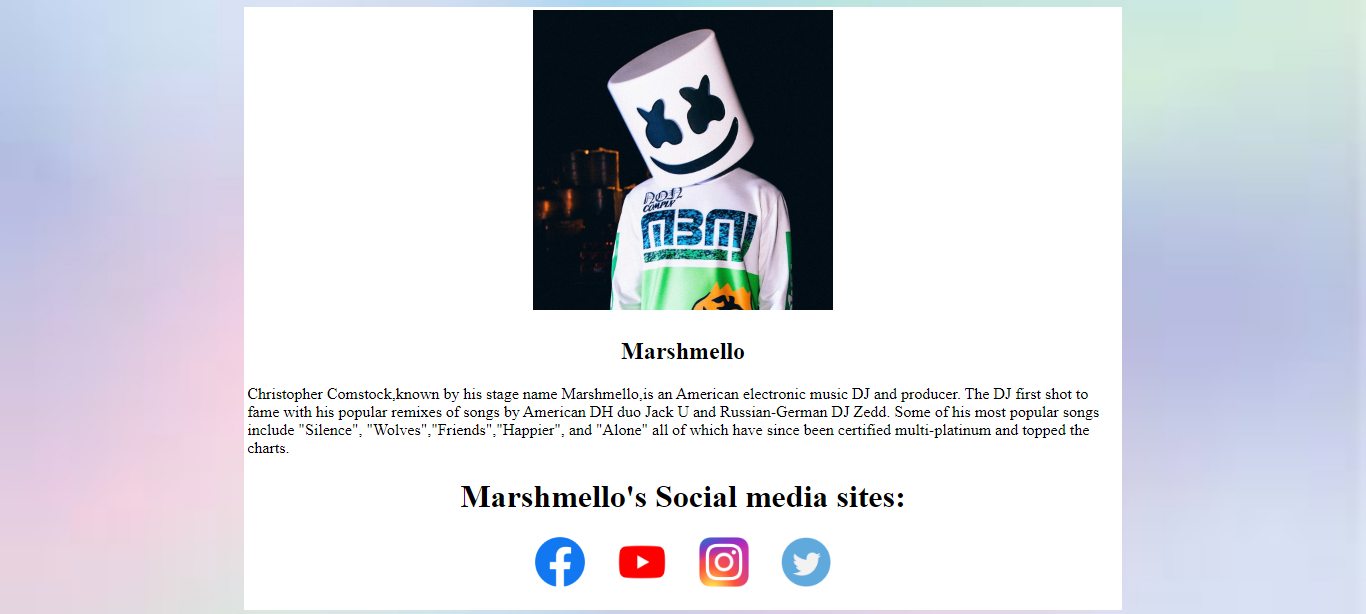 non
COMPLY
Marshmello
Christopher Comstock,known by his stage name Marshmello,is an American electronic music DJ and producer. The DJ first shot to
fame with his popular remixes of songs by American DH duo Jack U and Russian-German DJ Zedd. Some of his most popular songs
include "Silence", "Wolves","Friends","Happier", and "Alone" all of which have since been certified multi-platinum and topped the
charts.
Marshmello's Social media sites: